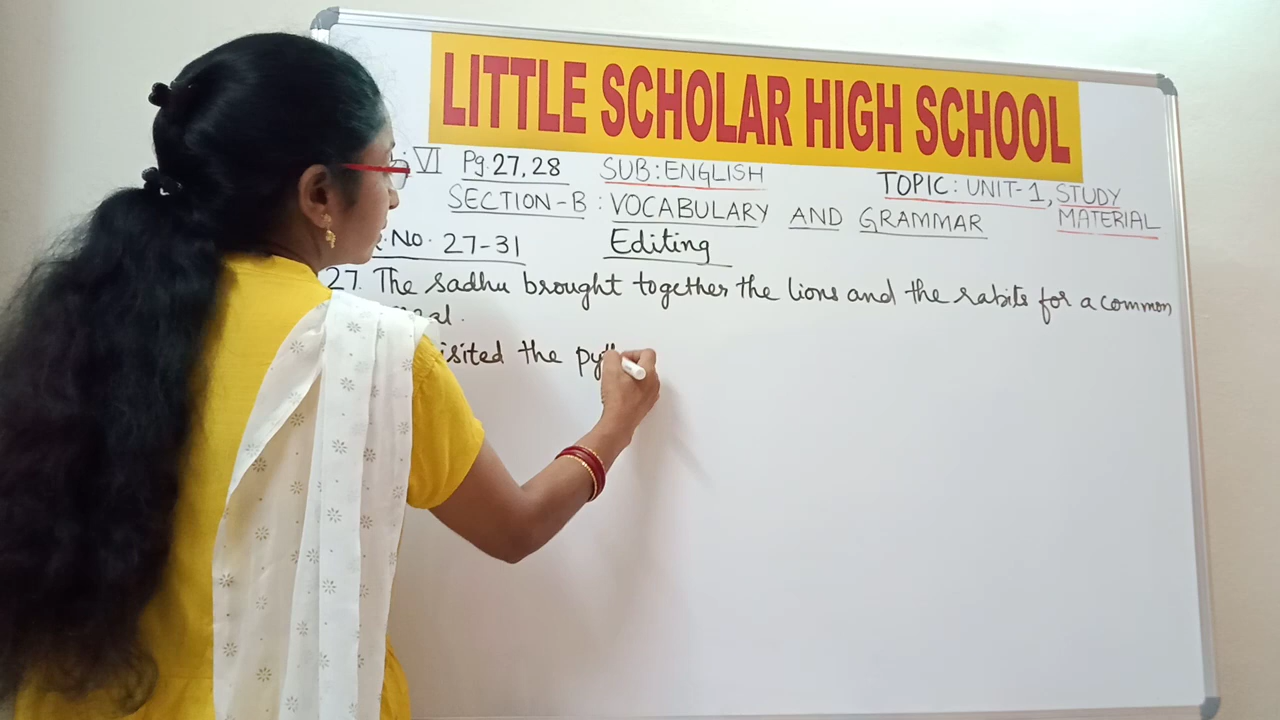 LITTLE SCHOLAR HIGH SCHOOL
VI Pg: 27, 28 SUB: ENGLISH TOPIC: UNIT-1, STUDY MATERIAL
SECTION-B: VOCABULARY AND GRAMMAR
No. 27-31 Editing
27. The sadhu brought together the lions and the rabits for a common
isited the